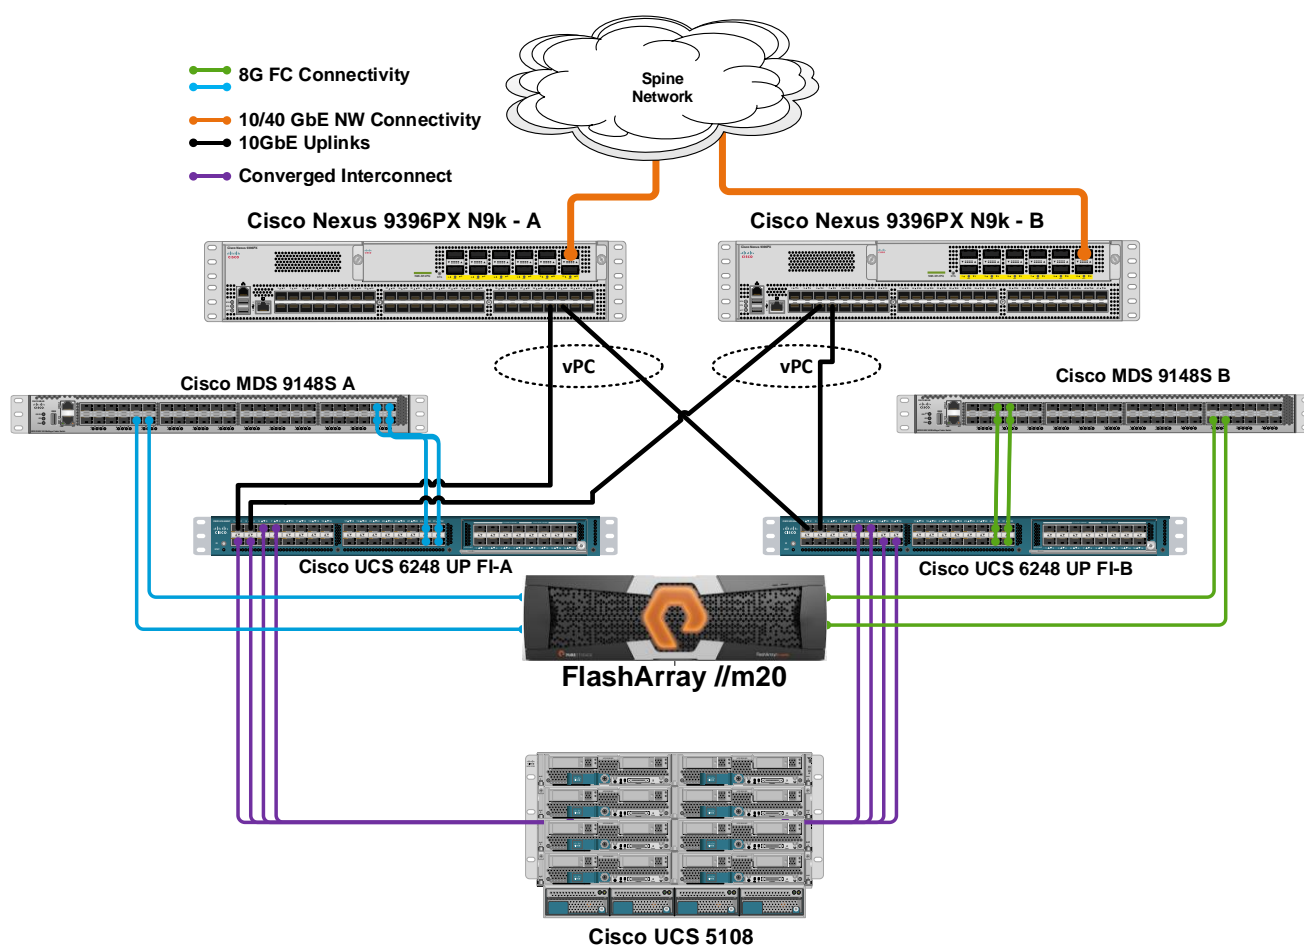 Spine
Network
8G FC Connectivity
10/40 GbE NW Connectivity
10GbE Uplinks
Converged Interconnect
Cisco Nexus 9396PX N9k - A
Cisco Nexus 9396PX N9k - B
vPC
vPC
Cisco MDS 9148S A
Cisco MDS 9148S B
Cisco UCS 6248 UP FI-A
Cisco UCS 6248 UP FI-B
FlashArray //m20
Cisco UCS 5108